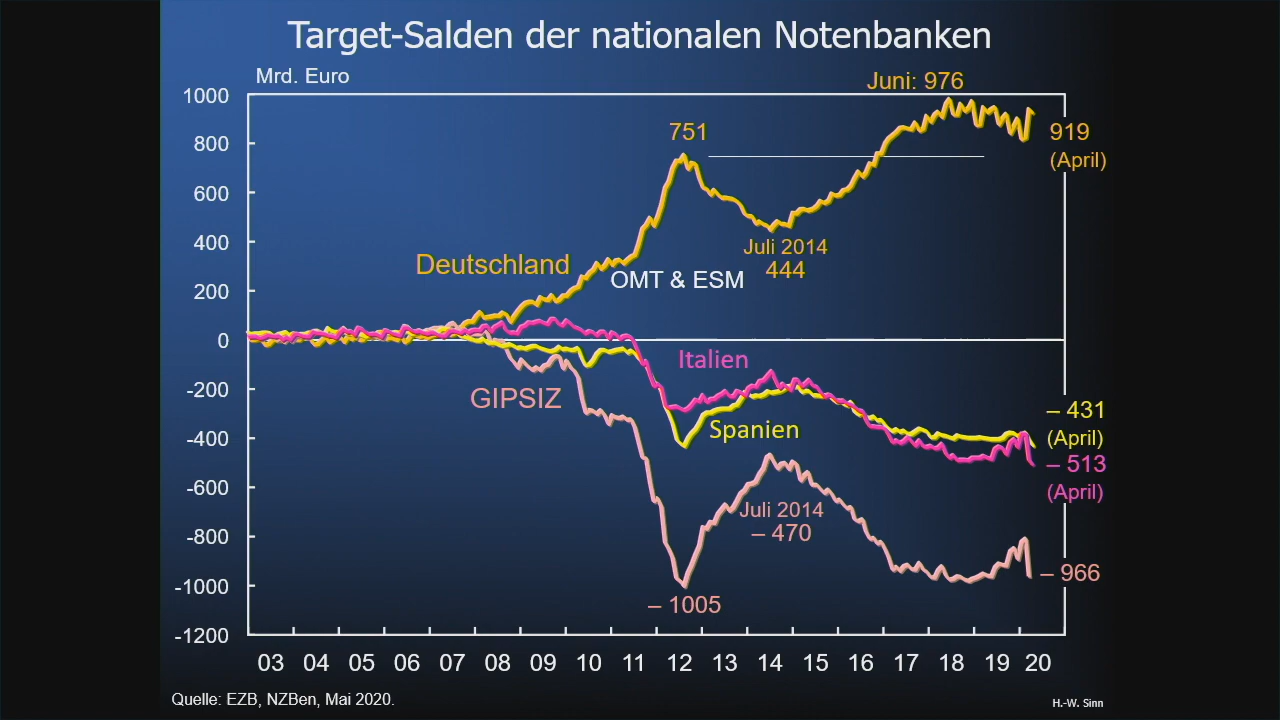 Target-Salden der nationalen Notenbanken
Mrd. Euro
Juni: 976
1000
800
600
400
200
0
-200
-400
-600
-800
-1000
-1200
751
919
(April)
Juli 2014
444
Deutschland
OMT & ESM
Italien
GIPSIZ
Spanien
– 431
(April)
– 513
(April)
Juli 2014
– 470
– 966
– 1005
03 04 05 06 07 08 09 10 11 12 13 14 15 16 17 18 19 20
Quelle: EZB, NZBen, Mai 2020.
H.-W. Sinn